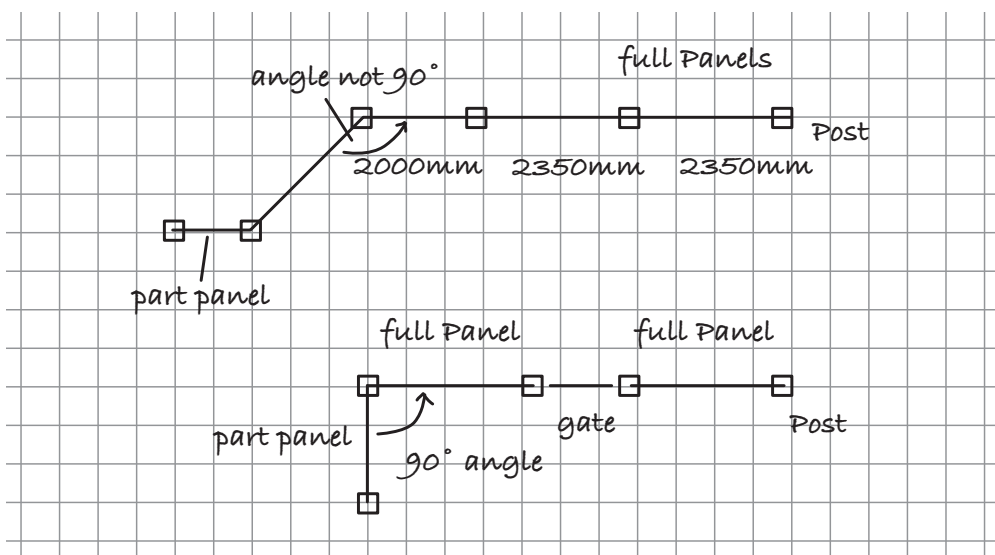 full Panels
angle not 90°
Post
2000mm 2350mm 2350mm
part panel
full Panel full Panel
gate Post
part panel
90° angle